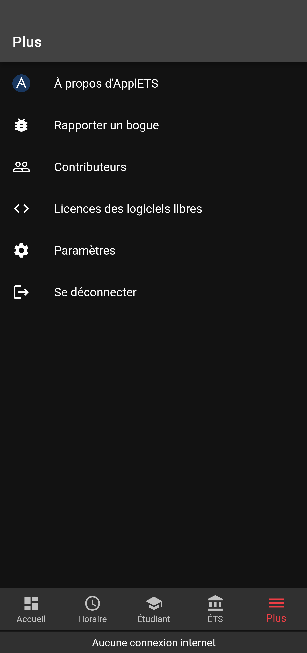 Plus
À propos d'ApplETS
Rapporter un bogue
Contributeurs
Licences des logiciels libres
Paramètres
Se déconnecter
Accueil Horaire Étudiant ÉTS Plus
Aucune connexion internet